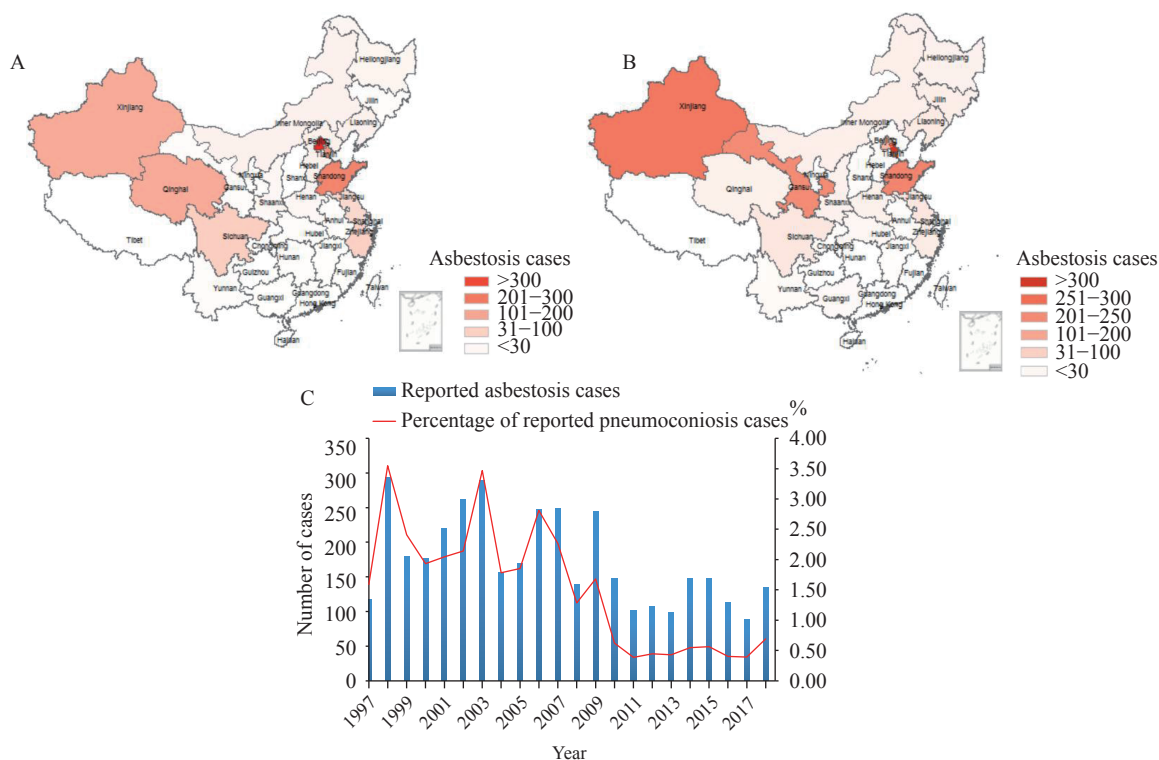 A
Heilongjiang
Jilin
Xinjiang
Inner Mongolia
Liaoning
Beijing
Tianjin
Hebei
Ningxia
Shanxi
Shandong
Qinghai
Gansu
Shaanxi
Henan
Jiangsu
Tibet
Sichuan
Chongqing
Hubei
Anhui
Shanghai
Zhejiang
Hunan
Jiangxi
Guizhou
Fujian
Yunnan
Guangxi
Guangdong
Hong Kong
Taiwan
Hainan
Asbestosis cases
>300
201−300
101−200
31−100
<30
B
Heilongjiang
Jilin
Xinjiang
Inner Mongolia
Liaoning
Beijing
Tianjin
Hebei
Ningxia
Shanxi
Shandong
Qinghai
Gansu
Shaanxi
Henan
Jiangsu
Tibet
Sichuan
Chongqing
Hubei
Anhui
Shanghai
Zhejiang
Hunan
Jiangxi
Guizhou
Fujian
Yunnan
Guangxi
Guangdong
Hong Kong
Taiwan
Hainan
Asbestosis cases
>300
251−300
201−250
101−200
31−100
<30
C
Reported asbestosis cases
Percentage of reported pneumoconiosis cases
%
Number of cases
350
300
250
200
150
100
50
0
4.00
3.50
3.00
2.50
2.00
1.50
1.00
0.50
0.00
1997
1999
2001
2003
2005
2007
2009
2011
2013
2015
2017
Year